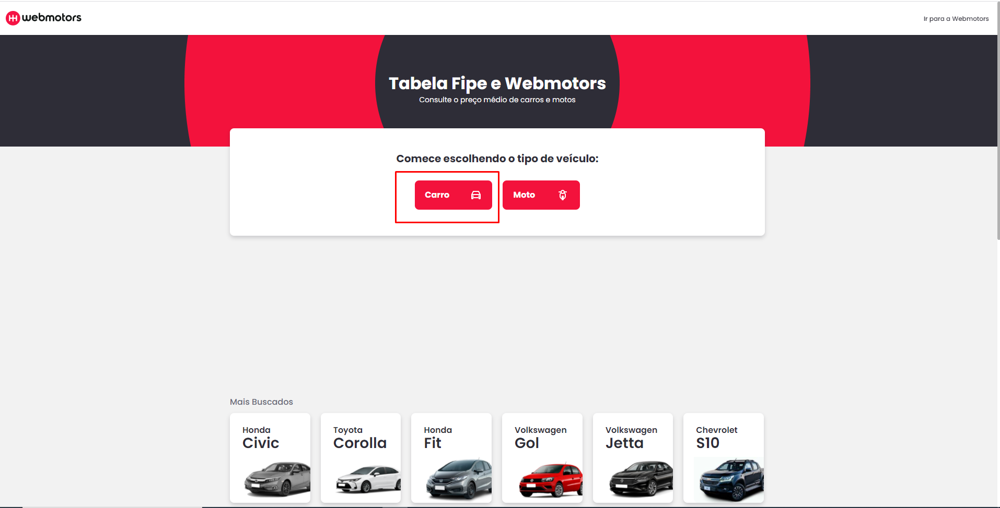 webmotors
Ir para a Webmotors
Tabela Fipe e Webmotors
Consulte o preço médio de carros e motos
Comece escolhendo o tipo de veículo:
Carro
Moto
Mais Buscados
Honda
Civic
Toyota
Corolla
Honda
Fit
Volkswagen
Gol
Volkswagen
Jetta
Chevrolet
S10